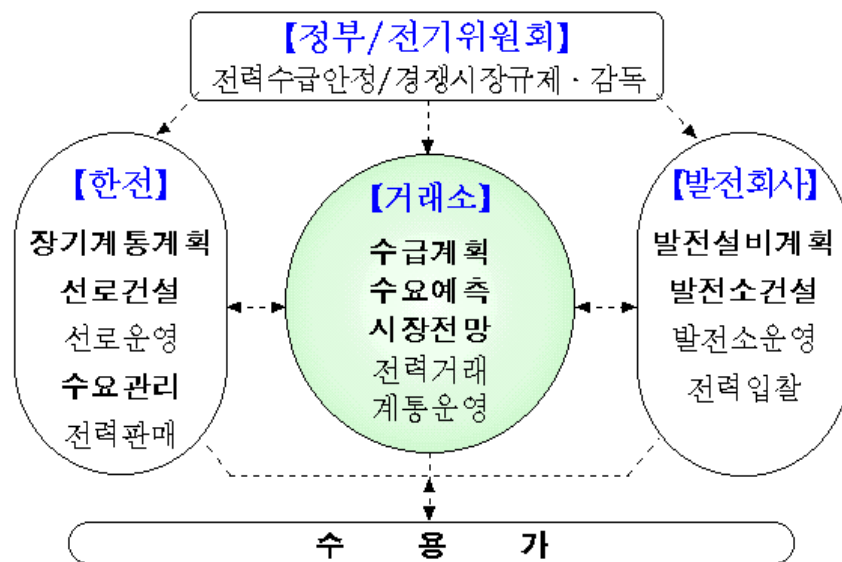 【정부/전기위원회】
전력수급안정/경쟁시장규제 · 감독
【한전】
장기계통계획
선로건설
선로운영
수요관리
전력판매
【거래소】
수급계획
수요예측
시장전망
전력거래
계통운영
【발전회사】
발전설비계획
발전소건설
발전소운영
전력입찰
수 용 가